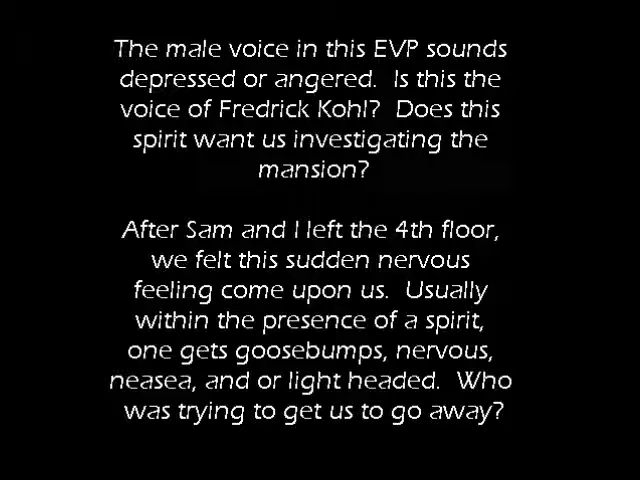 The male voice in this EVP sounds
depressed or angered. Is this the
voice of Fredrick Kohl? Does this
spirit want us investigating the
mansion?
After Sam and I left the 4th floor,
we felt this sudden nervous
feeling come upon us. Usually
within the presence of a spirit,
one gets goosebumps, nervous,
neasea, and or light headed. Who
was trying to get us to go away?